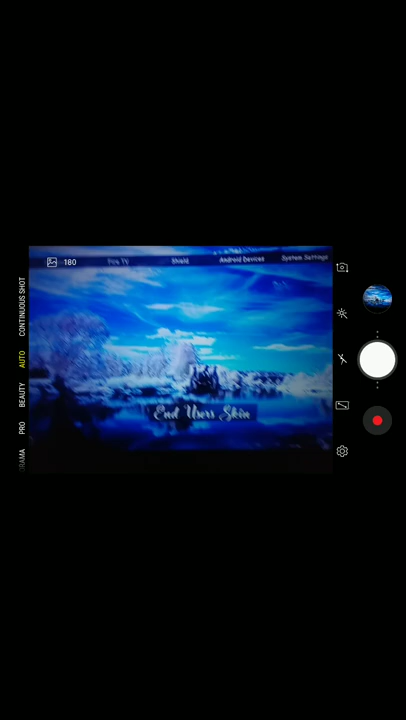 180
Fire TV
Shield
Android Devices
System Settings
End Users Skin
CONTINUOUS SHOT
AUTO
BEAUTY
PRO